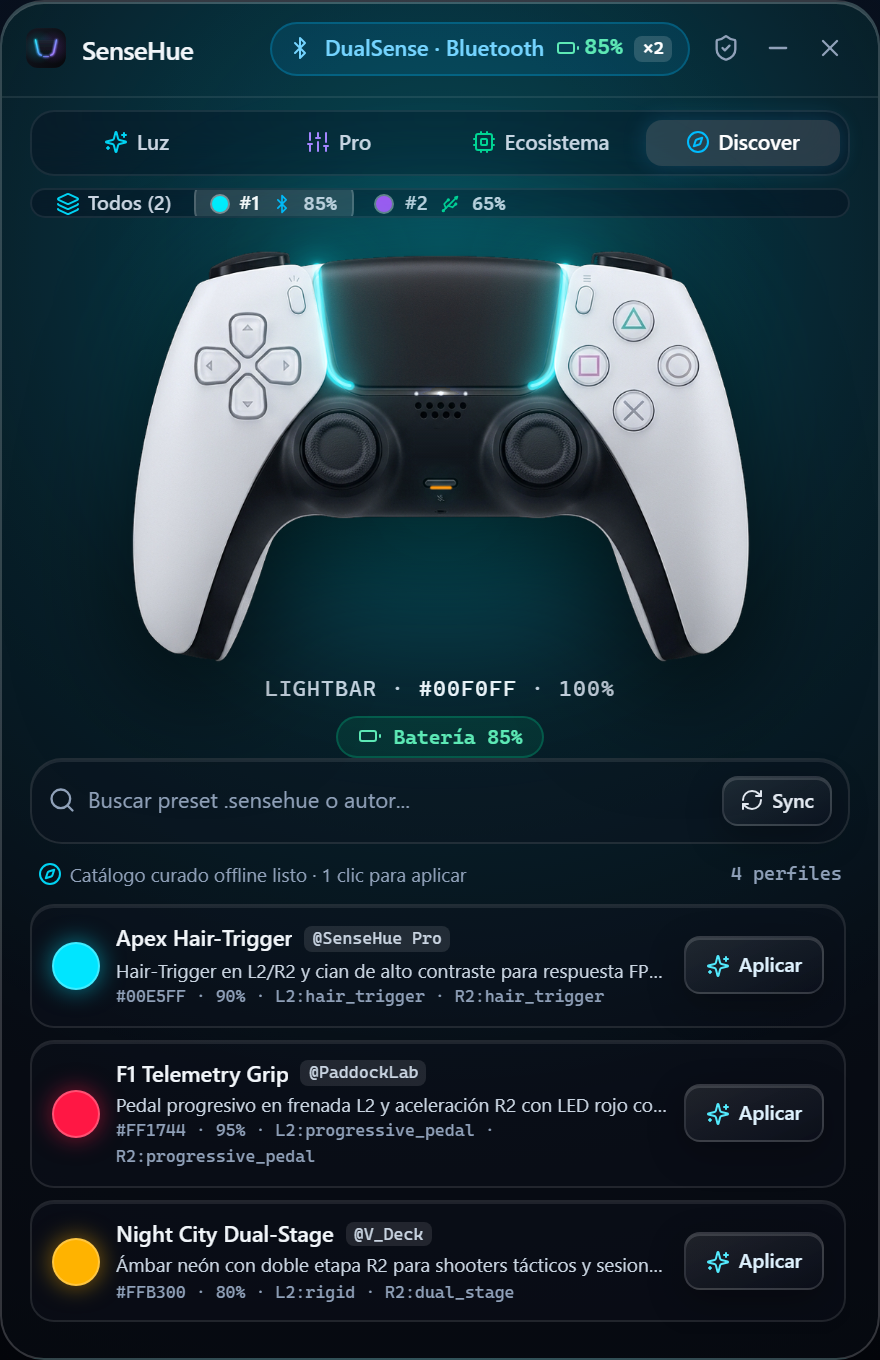 SenseHue
DualSense · Bluetooth 85% ×2
Luz Pro Ecosistema Discover
Todos (2) #1 85% #2 65%
LIGHTBAR · #00F0FF · 100%
Batería 85%
Buscar preset .sensehue o autor... Sync
Catálogo curado offline listo · 1 clic para aplicar 4 perfiles
Apex Hair-Trigger @SenseHue Pro
Hair-Trigger en L2/R2 y cian de alto contraste para respuesta FP...
#00E5FF · 90% · L2:hair_trigger · R2:hair_trigger
Aplicar
F1 Telemetry Grip @PaddockLab
Pedal progresivo en frenada L2 y aceleración R2 con LED rojo co...
#FF1744 · 95% · L2:progressive_pedal ·
R2:progressive_pedal
Aplicar
Night City Dual-Stage @V_Deck
Ámbar neón con doble etapa R2 para shooters tácticos y sesion...
#FFB300 · 80% · L2:rigid · R2:dual_stage
Aplicar